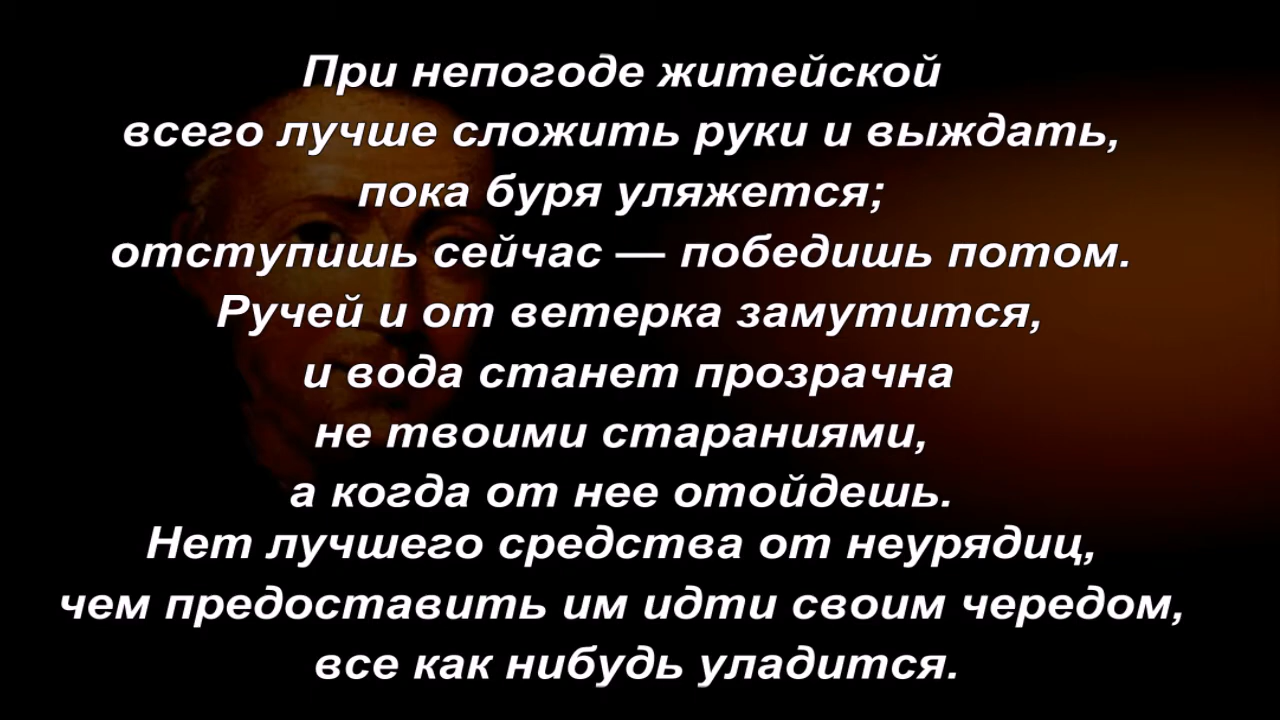 При непогоде житейской
всего лучше сложить руки и выждать,
пока буря уляжется;
отступишь сейчас — победишь потом.
Ручей и от ветерка замутится,
и вода станет прозрачна
не твоими стараниями,
а когда от нее отойдешь.
Нет лучшего средства от неурядиц,
чем предоставить им идти своим чередом,
все как нибудь уладится.